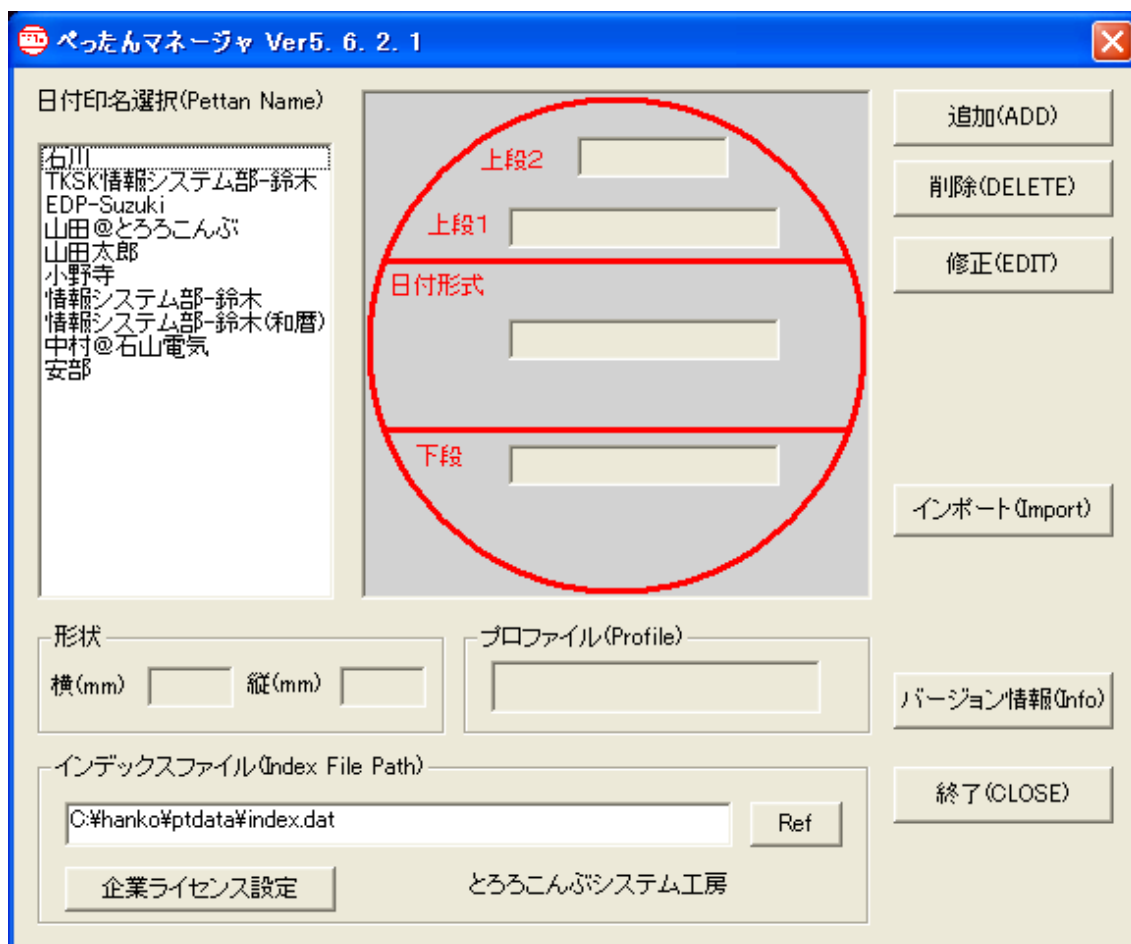 ぺったんマネージャ Ver5. 6. 2. 1
日付印名選択(Pettan Name)
石川
TKSK情報システム部-鈴木
EDP-Suzuki
山田@とろろこんぶ
山田太郎
小野寺
情報システム部-鈴木
情報システム部-鈴木(和暦)
中村@石山電気
安部
上段2
上段1
日付形式
下段
追加(ADD)
削除(DELETE)
修正(EDIT)
インポート(Import)
バージョン情報(Info)
終了(CLOSE)
形状
横(mm) 縦(mm)
プロファイル(Profile)
インデックスファイル(Index File Path)
C:¥hanko¥ptdata¥index.dat
Ref
企業ライセンス設定
とろろこんぶシステム工房